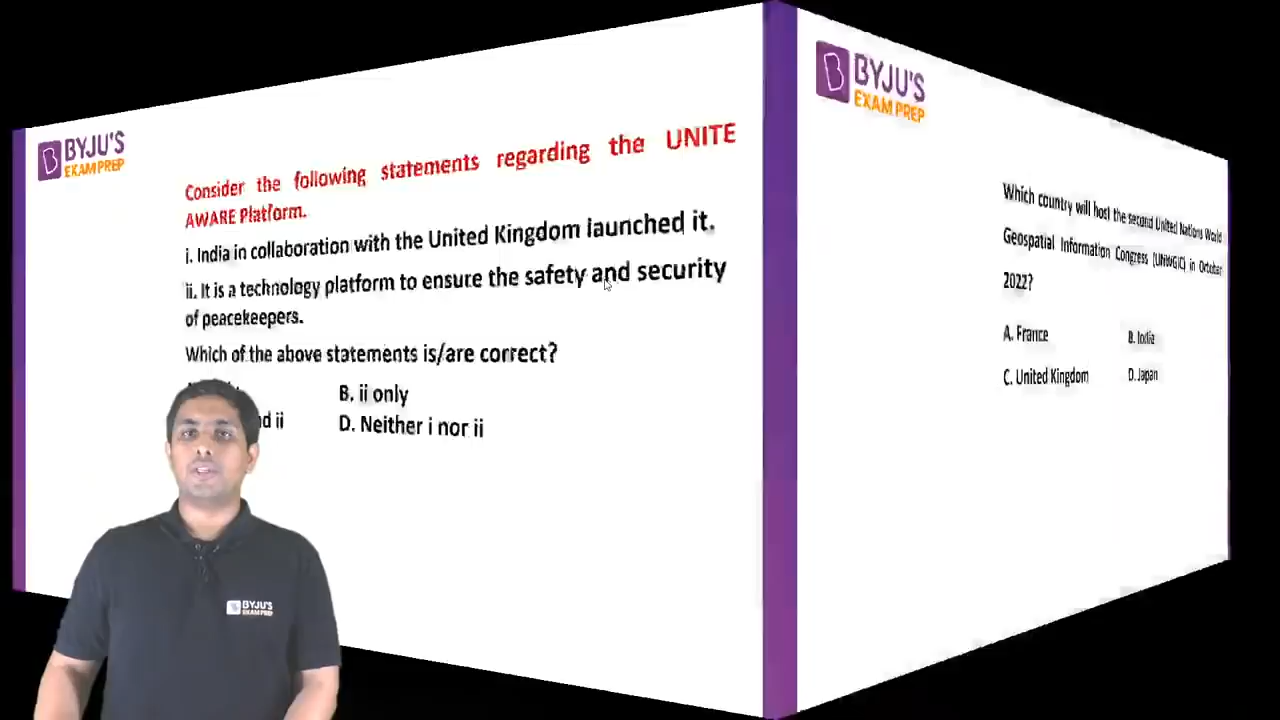 BYJU'S
EXAM PREP
Consider the following statements regarding the UNITE
AWARE Platform.
i. India in collaboration with the United Kingdom launched it.
ii. It is a technology platform to ensure the safety and security
of peacekeepers.
Which of the above statements is/are correct?
B. ii only
ii
D. Neither i nor ii
BYJU'S
EXAM PREP
Which country will host the second United Nations World
Geospatial Information Congress (UNWGIC) in October
2022?
A. France
B. India
C. United Kingdom
D. Japan
BYJU'S
EXAM PREP